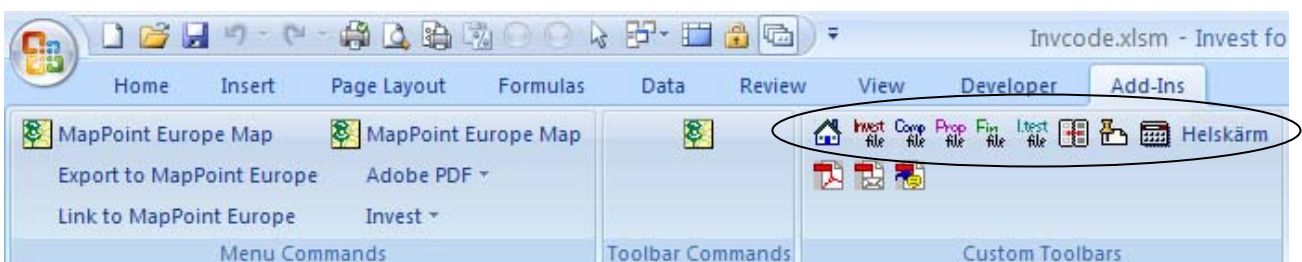 Invcode.xlsm - Invest fo
Home Insert Page Layout Formulas Data Review View Developer Add-Ins
MapPoint Europe Map MapPoint Europe Map Invest file Comp file Prop file Fin file I.test file Helskärm
Export to MapPoint Europe Adobe PDF
Link to MapPoint Europe Invest
Menu Commands Toolbar Commands Custom Toolbars